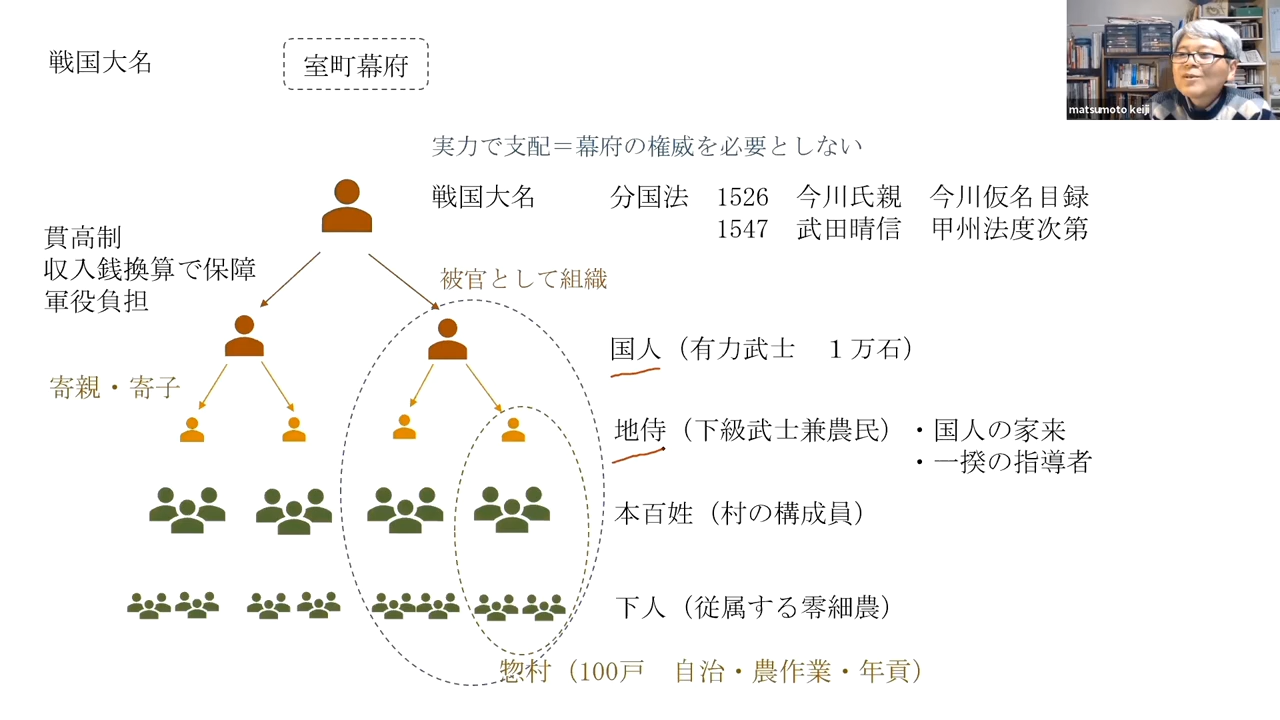 戦国大名
室町幕府
matsumoto keiji
実力で支配＝幕府の権威を必要としない
戦国大名 分国法 1526 今川氏親 今川仮名目録
1547 武田晴信 甲州法度次第
貫高制
収入銭換算で保障
軍役負担
被官として組織
国人（有力武士 １万石）
寄親・寄子
地侍（下級武士兼農民）・国人の家来
・一揆の指導者
本百姓（村の構成員）
下人（従属する零細農）
惣村（100戸 自治・農作業・年貢）